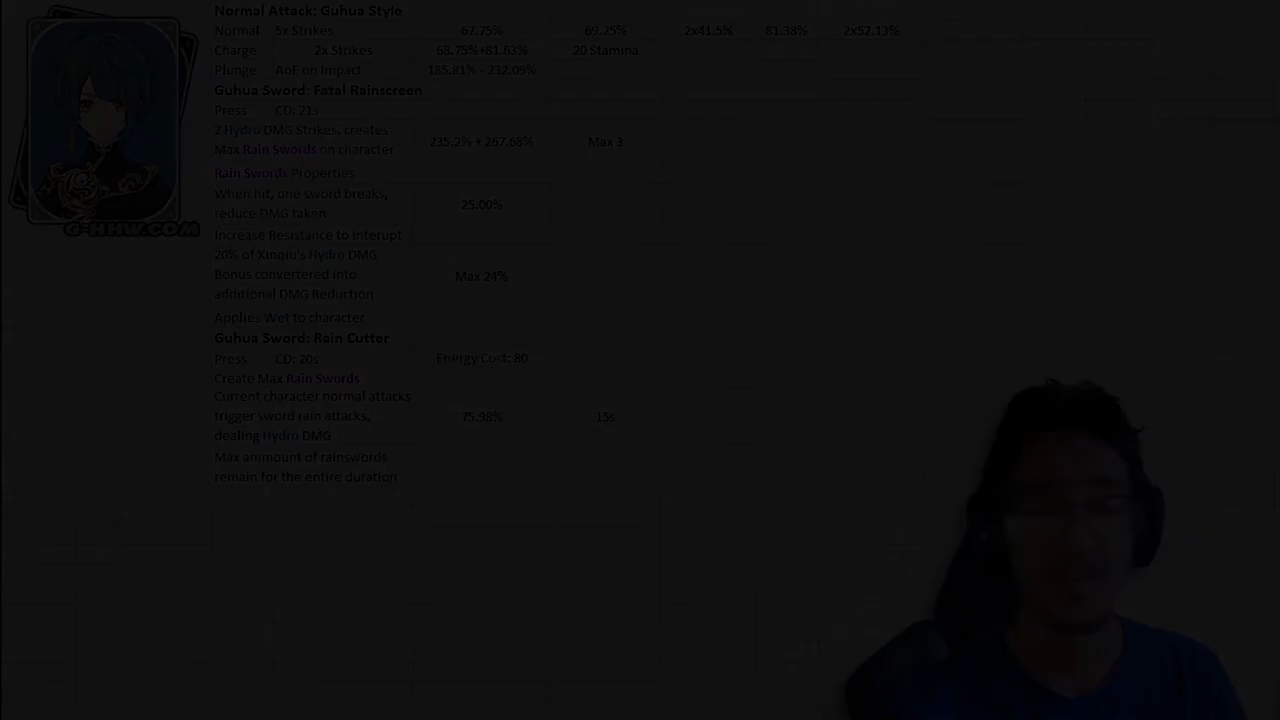 Normal Attack: Guhua Style
Normal 5x Strikes 67.75% 69.25% 2x41.5% 81.38% 2x52.13%
Charge 2x Strikes 68.75%+81.63% 20 Stamina
Plunge AoE on Impact 185.81% - 232.09%
Guhua Sword: Fatal Rainscreen
Press CD: 21s
2 Hydro DMG Strikes, creates
Max Rain Swords on character
235.2% + 267.68% Max 3
Rain Swords Properties
When hit, one sword breaks,
reduce DMG taken
25.00%
Increase Resistance to Interupt
20% of Xinqiu's Hydro DMG
Bonus convertered into
additional DMG Reduction
Max 24%
Applies Wet to character
Guhua Sword: Rain Cutter
Press CD: 20s Energy Cost: 80
Create Max Rain Swords
Current character normal attacks
trigger sword rain attacks,
dealing Hydro DMG
75.98% 15s
Max ammount of rainswords
remain for the entire duration
G-HHW.COM